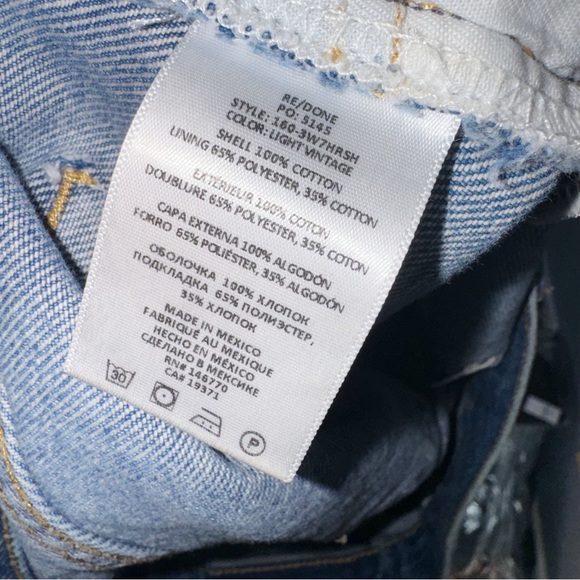 RE/DONE
PO: 5145
STYLE: 160-3W7HRSH
COLOR: LIGHT VINTAGE
SHELL 100% COTTON
LINING 65% POLYESTER, 35% COTTON
EXTÉRIEUR 100% COTON
DOUBLURE 65% POLYESTER, 35% COTON
CAPA EXTERNA 100% ALGODÓN
FORRO 65% POLIÉSTER, 35% ALGODÓN
ОБОЛОЧКА 100% ХЛОПОК
ПОДКЛАДКА 65% ПОЛИЭСТЕР,
35% ХЛОПОК
MADE IN MEXICO
FABRIQUÉ AU MEXIQUE
HECHO EN MÉXICO
СДЕЛАНО В МЕКСИКЕ
RN# 146770
CA# 19371
30
P